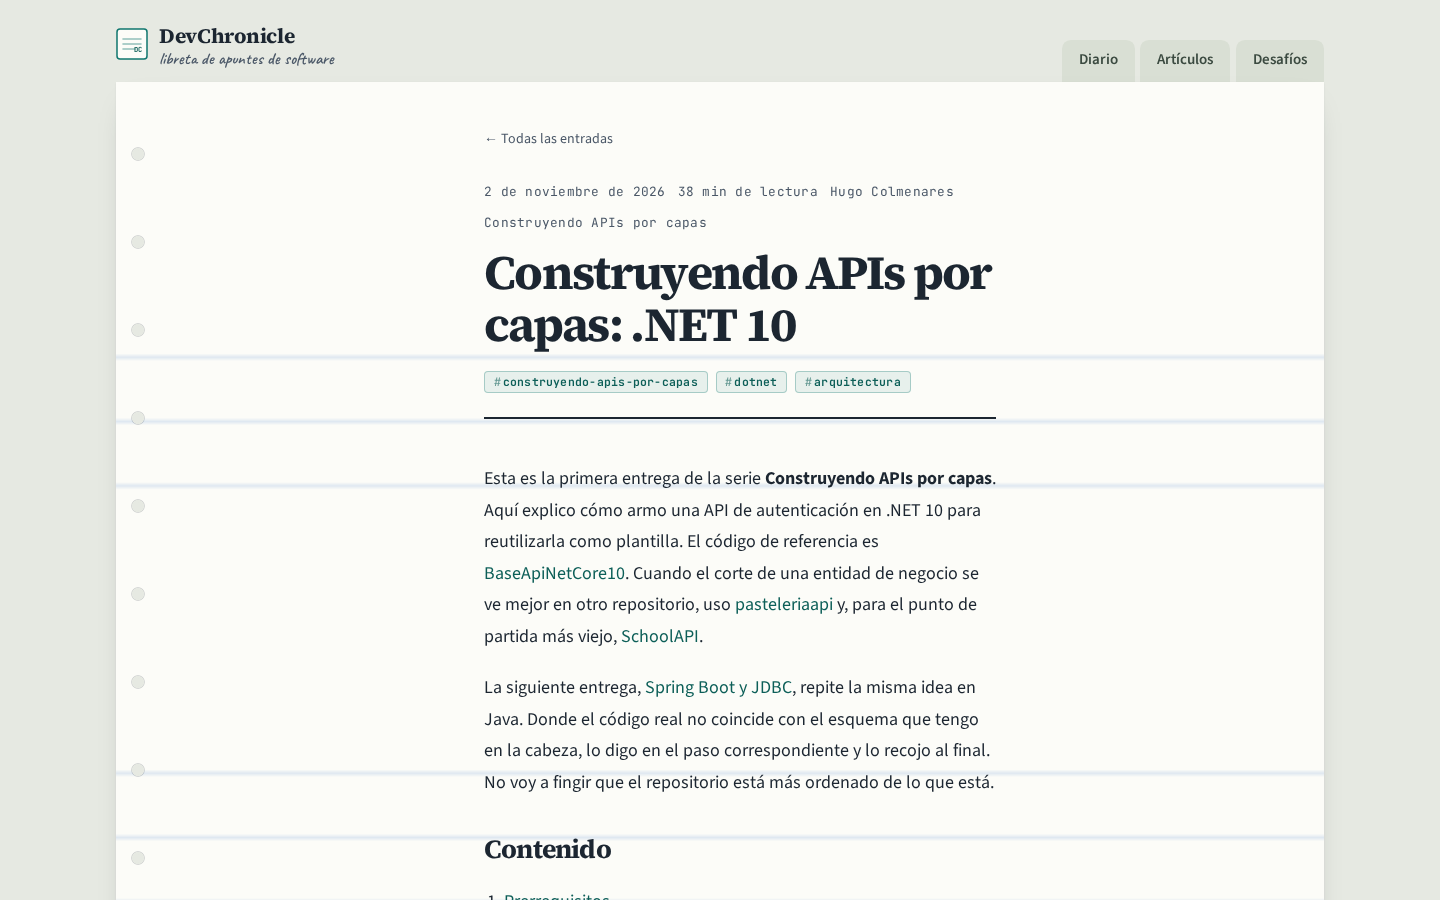 DC
DevChronicle
libreta de apuntes de software
Diario
Artículos
Desafíos
← Todas las entradas
2 de noviembre de 2026 38 min de lectura Hugo Colmenares
Construyendo APIs por capas
Construyendo APIs por
capas: .NET 10
#construyendo-apis-por-capas #dotnet #arquitectura
Esta es la primera entrega de la serie Construyendo APIs por capas.
Aquí explico cómo armo una API de autenticación en .NET 10 para
reutilizarla como plantilla. El código de referencia es
BaseApiNetCore10. Cuando el corte de una entidad de negocio se
ve mejor en otro repositorio, uso pasteleriaapi y, para el punto de
partida más viejo, SchoolAPI.
La siguiente entrega, Spring Boot y JDBC, repite la misma idea en
Java. Donde el código real no coincide con el esquema que tengo
en la cabeza, lo digo en el paso correspondiente y lo recojo al final.
No voy a fingir que el repositorio está más ordenado de lo que está.
Contenido
1. Prerrequisitos